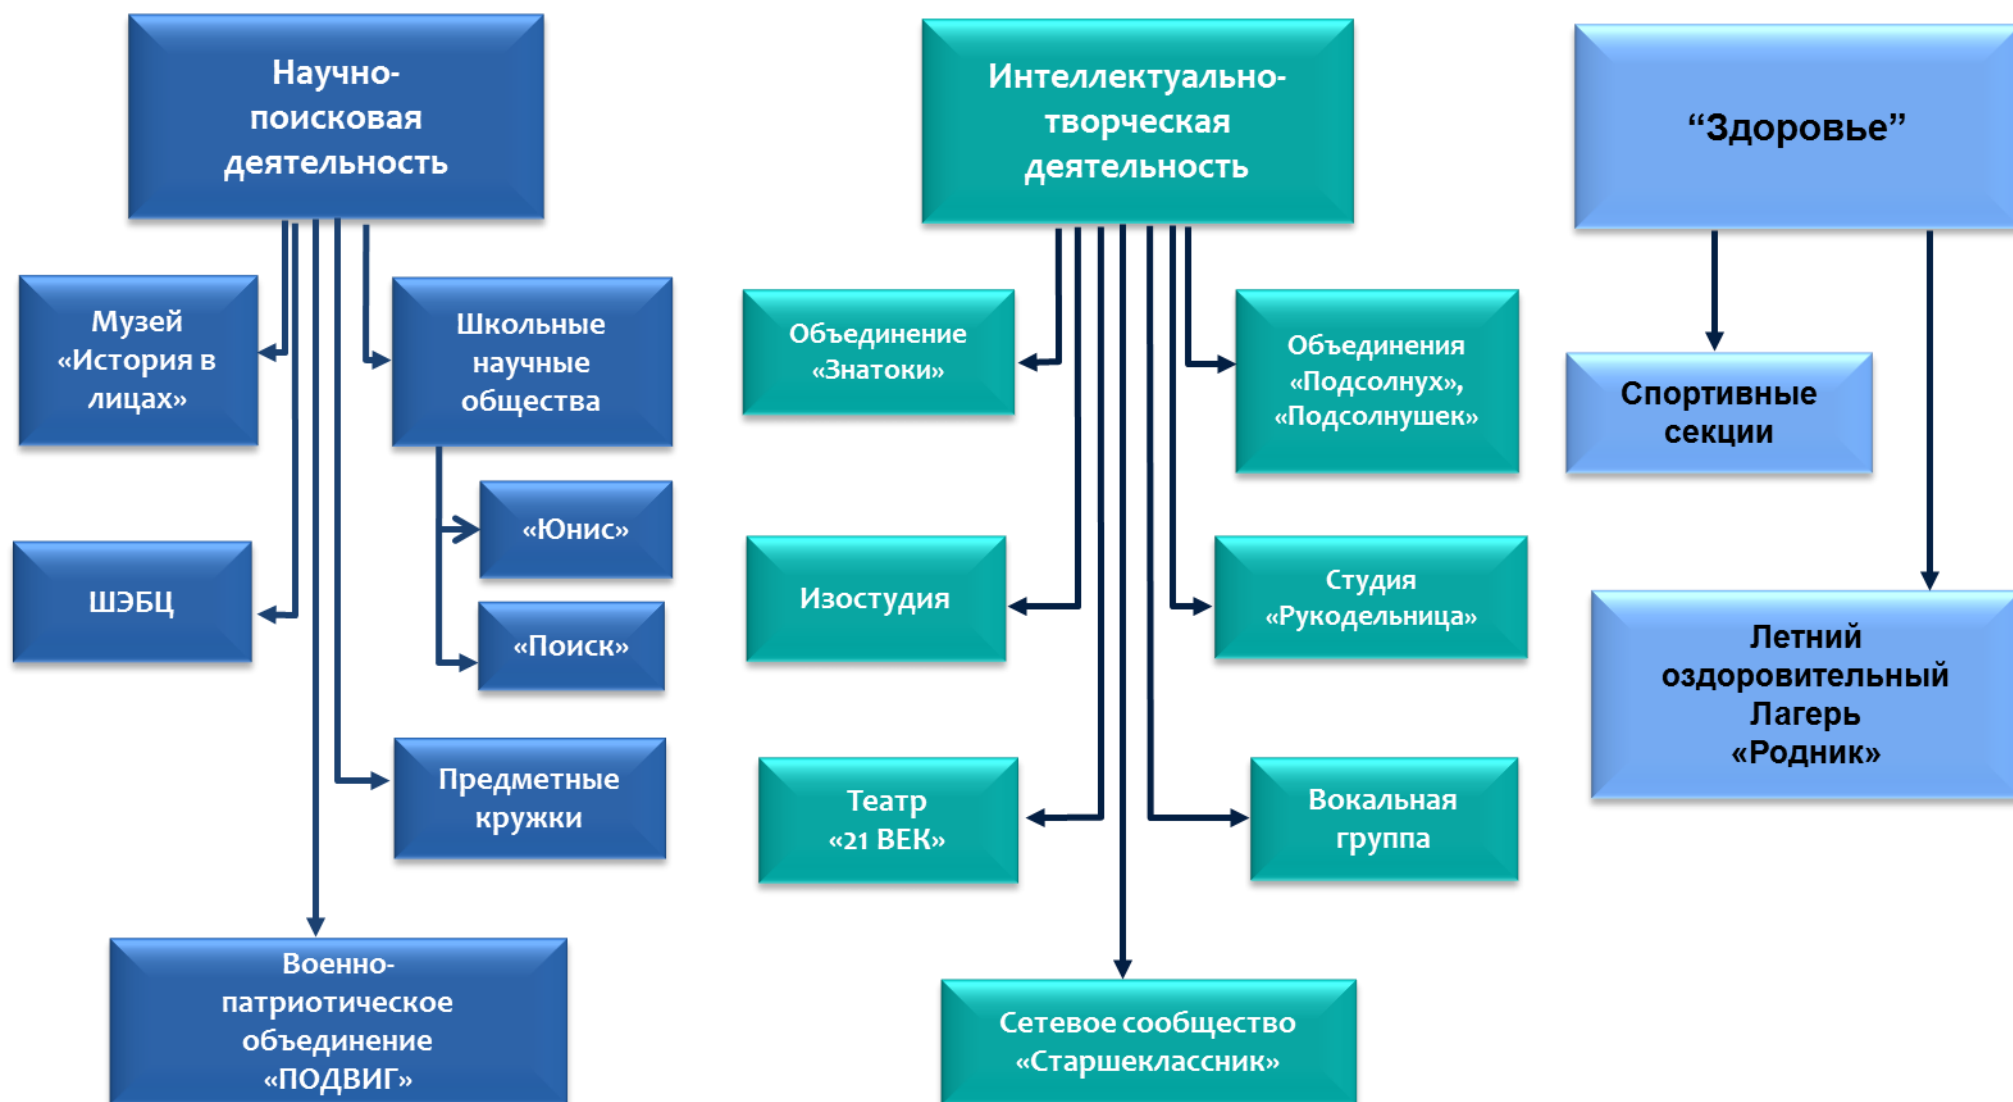 Научно-
поисковая
деятельность
Музей
«История в
лицах»
Школьные
научные
общества
«Юнис»
ШЭБЦ
«Поиск»
Предметные
кружки
Военно-
патриотическое
объединение
«ПОДВИГ»
Интеллектуально-
творческая
деятельность
Объединение
«Знатоки»
Объединения
«Подсолнух»,
«Подсолнушек»
Изостудия
Студия
«Рукодельница»
Театр
«21 ВЕК»
Вокальная
группа
Сетевое сообщество
«Старшеклассник»
“Здоровье”
Спортивные
секции
Летний
оздоровительный
Лагерь
«Родник»